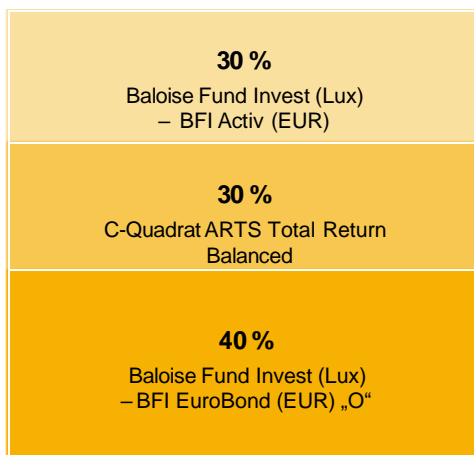 30 %
Baloise Fund Invest (Lux)
– BFI Activ (EUR)
30 %
C-Quadrat ARTS Total Return
Balanced
40 %
Baloise Fund Invest (Lux)
– BFI EuroBond (EUR) „O“